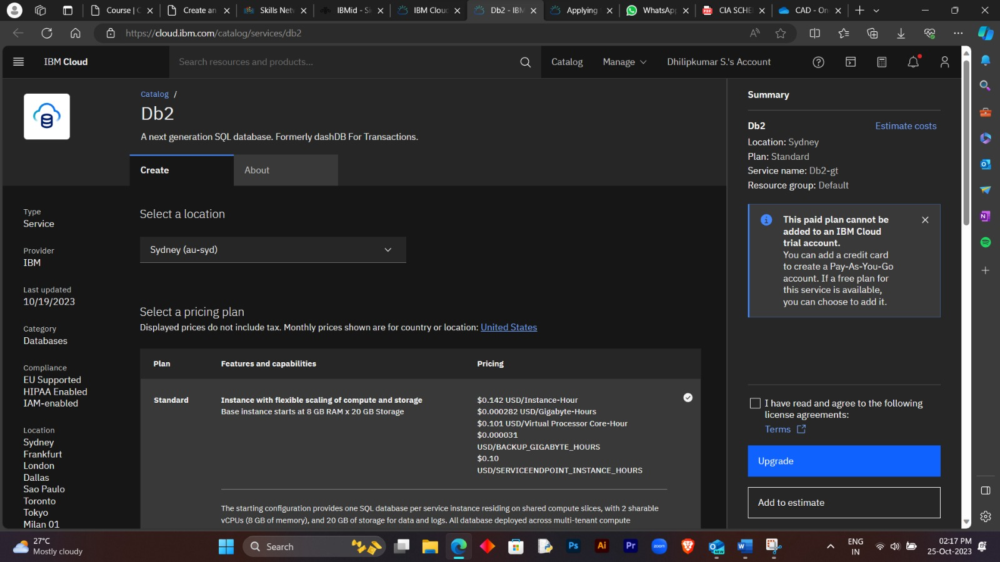 Course | C
Create an
Skills Net
IBMid - Si
IBM Clou
Db2 - IBM
Applying
WhatsApp
CIA SCHE
CAD - On
https://cloud.ibm.com/catalog/services/db2
IBM Cloud
Search resources and products...
Catalog
Manage
Dhilipkumar S.'s Account
Catalog /
Db2
A next generation SQL database. Formerly dashDB For Transactions.
Create
About
Type
Service
Provider
IBM
Last updated
10/19/2023
Category
Databases
Compliance
EU Supported
HIPAA Enabled
IAM-enabled
Location
Sydney
Frankfurt
London
Dallas
Sao Paulo
Toronto
Tokyo
Milan 01
Select a location
Sydney (au-syd)
Select a pricing plan
Displayed prices do not include tax. Monthly prices shown are for country or location: United States
Plan
Features and capabilities
Pricing
Standard
Instance with flexible scaling of compute and storage
Base instance starts at 8 GB RAM x 20 GB Storage
$0.142 USD/Instance-Hour
$0.000282 USD/Gigabyte-Hours
$0.101 USD/Virtual Processor Core-Hour
$0.000031
USD/BACKUP_GIGABYTE_HOURS
$0.10
USD/SERVICEENDPOINT_INSTANCE_HOURS
The starting configuration provides one SQL database per service instance residing on shared compute slices, with 2 sharable
vCPUs (8 GB of memory), and 20 GB of storage for data and logs. All database deployed across multi-tenant compute
Summary
Db2
Estimate costs
Location: Sydney
Plan: Standard
Service name: Db2-gt
Resource group: Default
This paid plan cannot be
added to an IBM Cloud
trial account.
You can add a credit card
to create a Pay-As-You-Go
account. If a free plan for
this service is available,
you can choose to add it.
I have read and agree to the following
license agreements:
Terms
Upgrade
Add to estimate
27°C
Mostly cloudy
Search
Ps
Ai
Pr
zoom
NEW
ENG
IN
02:17 PM
25-Oct-2023